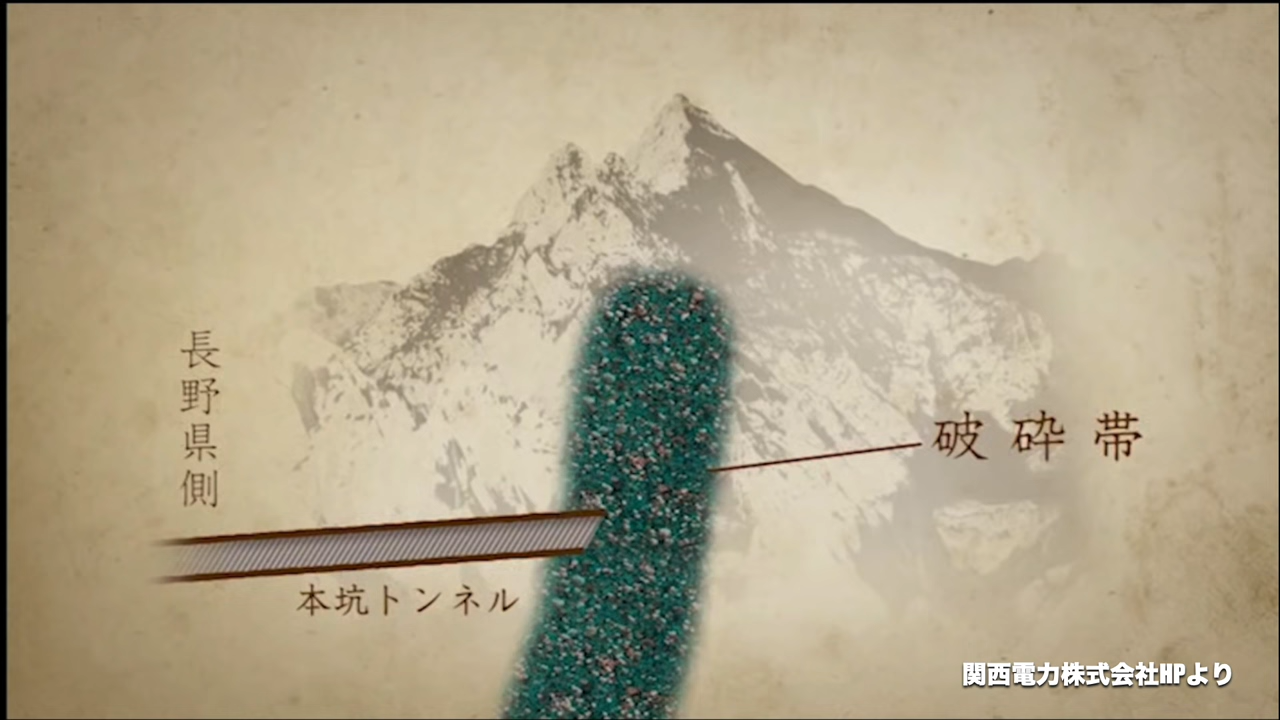 長野県側
破砕帯
本坑トンネル
関西電力株式会社HPより